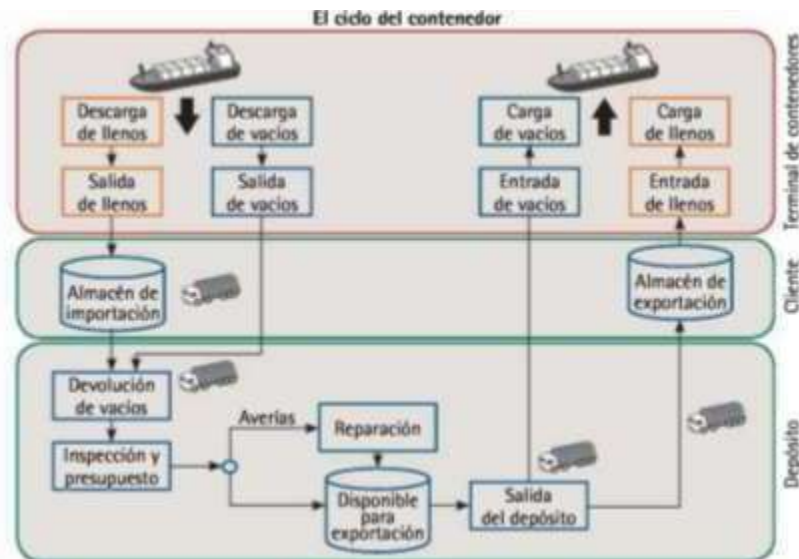 El ciclo del contenedor
Descarga
de llenos
Descarga
de vacíos
Carga
de vacíos
Carga
de llenos
Salida
de llenos
Salida
de vacíos
Entrada
de vacíos
Entrada
de llenos
Terminal de contenedores
Almacén de
importación
Almacén de
exportación
Cliente
Devolución
de vacíos
Averías
Reparación
Inspección y
presupuesto
Disponible
para
exportación
Salida
del depósito
Depósito